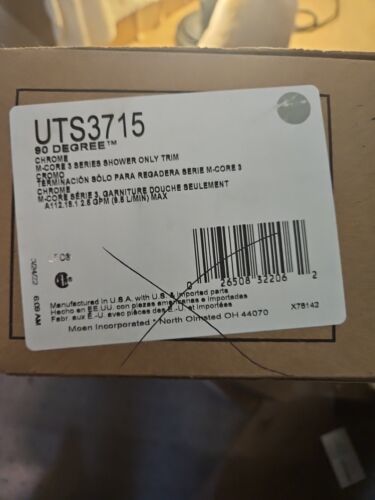 UTS3715
90 DEGREE™
CHROME
M-CORE 3 SERIES SHOWER ONLY TRIM
CROMO
TERMINACIÓN SÓLO PARA REGADERA SERIE M-CORE 3
CHROME
M-CORE SÉRIE 3, GARNITURE DOUCHE SEULEMENT
A112.18.1 2.5 GPM (9.5 L/MIN) MAX
6:09 AM
0 26508 32206 2
Manufactured in U.S.A. with U.S. & imported parts
Hecho en EE.UU. con piezas americanas e importadas
Fabr. aux É.-U. avec pièces des É.-U. et importées
X78142
Moen Incorporated * North Olmsted OH 44070